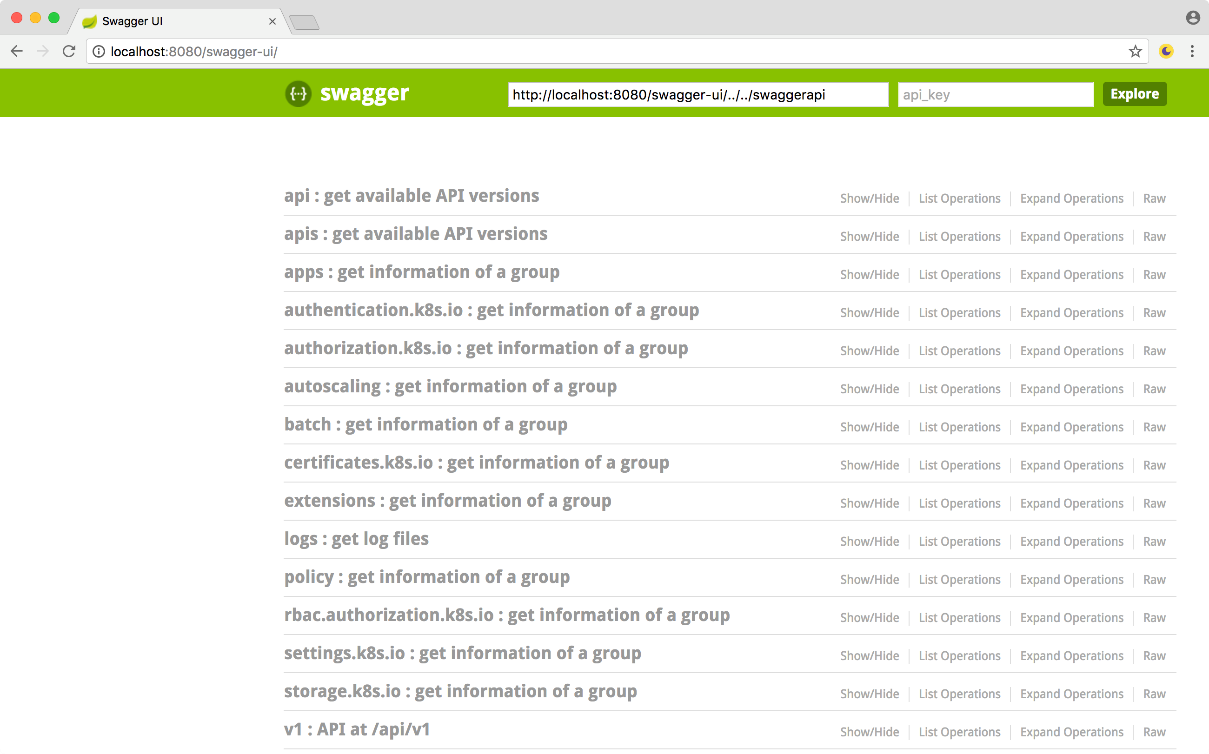 Swagger UI
localhost:8080/swagger-ui/
{··} swagger http://localhost:8080/swagger-ui/../../swaggerapi api_key Explore
api : get available API versions Show/Hide List Operations Expand Operations Raw
apis : get available API versions Show/Hide List Operations Expand Operations Raw
apps : get information of a group Show/Hide List Operations Expand Operations Raw
authentication.k8s.io : get information of a group Show/Hide List Operations Expand Operations Raw
authorization.k8s.io : get information of a group Show/Hide List Operations Expand Operations Raw
autoscaling : get information of a group Show/Hide List Operations Expand Operations Raw
batch : get information of a group Show/Hide List Operations Expand Operations Raw
certificates.k8s.io : get information of a group Show/Hide List Operations Expand Operations Raw
extensions : get information of a group Show/Hide List Operations Expand Operations Raw
logs : get log files Show/Hide List Operations Expand Operations Raw
policy : get information of a group Show/Hide List Operations Expand Operations Raw
rbac.authorization.k8s.io : get information of a group Show/Hide List Operations Expand Operations Raw
settings.k8s.io : get information of a group Show/Hide List Operations Expand Operations Raw
storage.k8s.io : get information of a group Show/Hide List Operations Expand Operations Raw
v1 : API at /api/v1 Show/Hide List Operations Expand Operations Raw